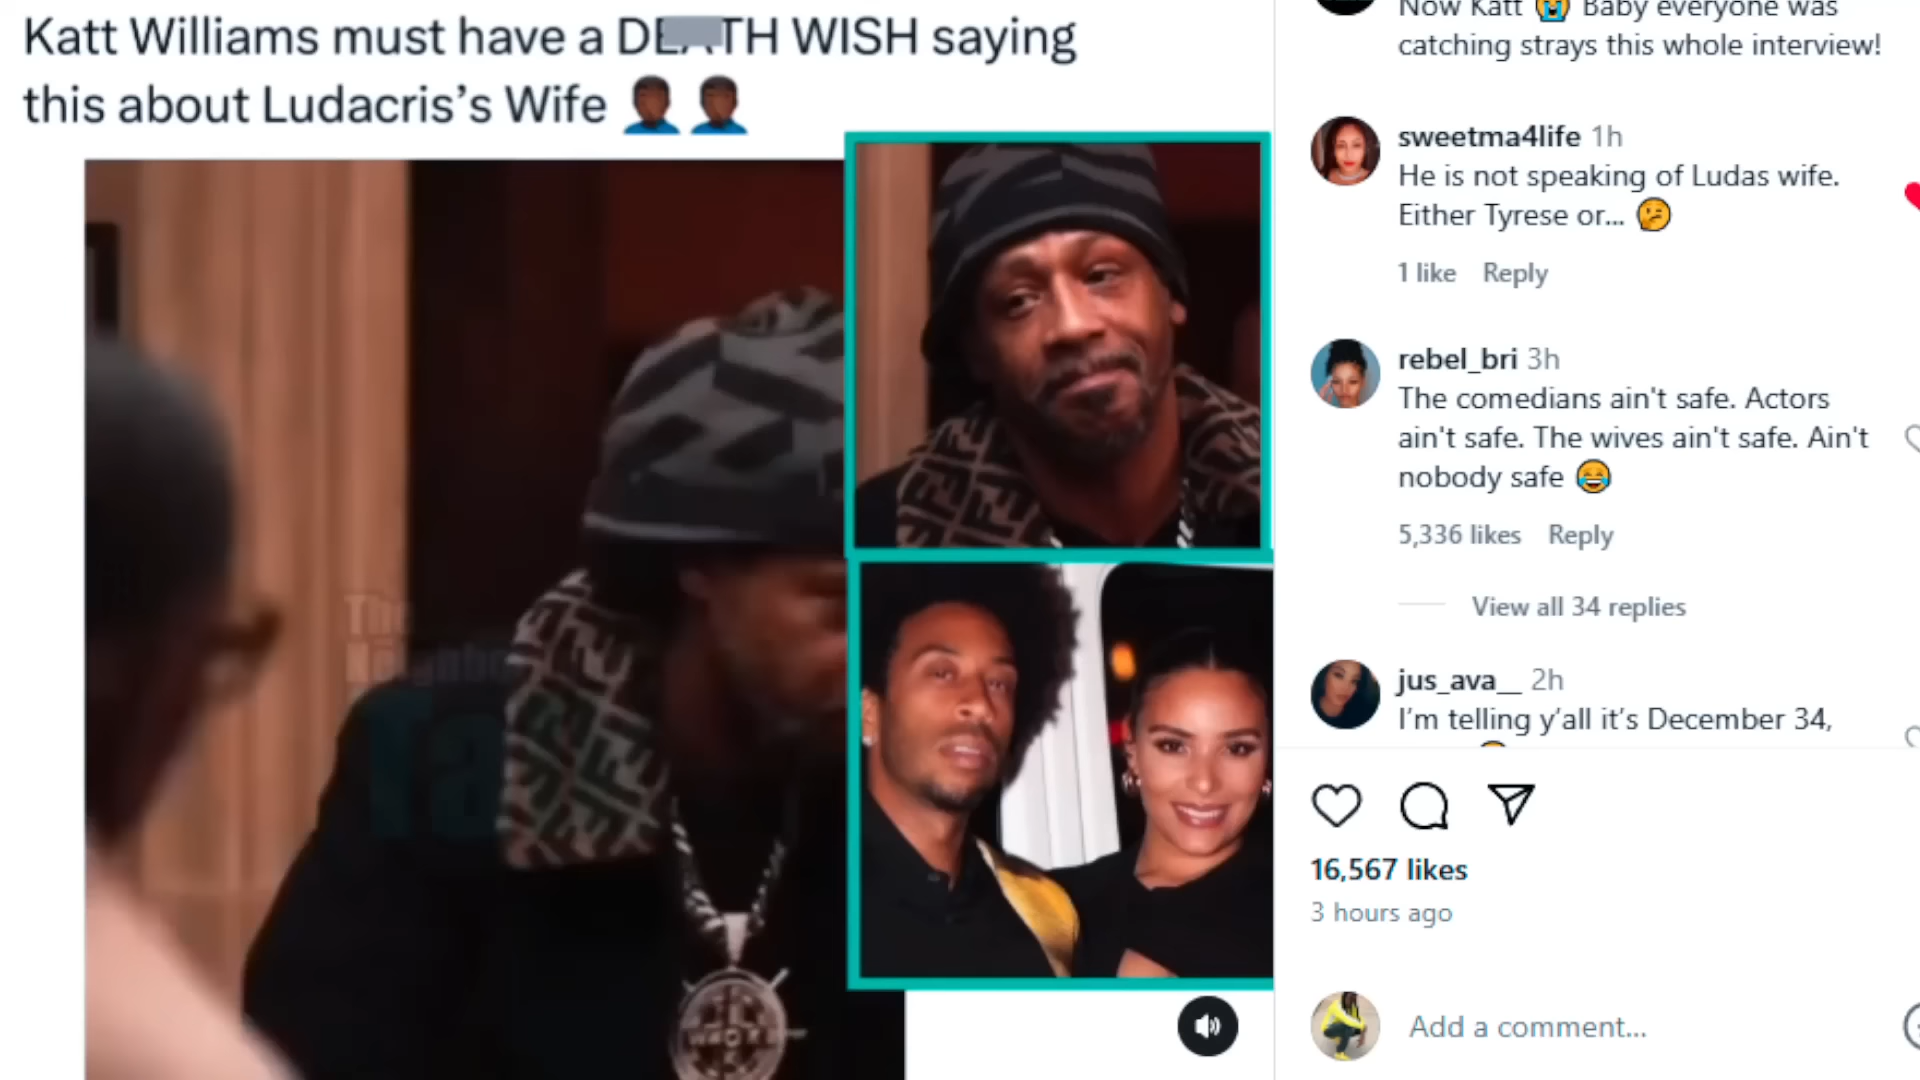 Katt Williams must have a DEATH WISH saying
this about Ludacris’s Wife
Now Katt 😭 Baby everyone was
catching strays this whole interview!
sweetma4life 1h
He is not speaking of Ludas wife.
Either Tyrese or... 🤔
1 like Reply
rebel_bri 3h
The comedians ain't safe. Actors
ain't safe. The wives ain't safe. Ain't
nobody safe 😂
5,336 likes Reply
View all 34 replies
jus_ava__ 2h
I’m telling y’all it’s December 34,
16,567 likes
3 hours ago
Add a comment...